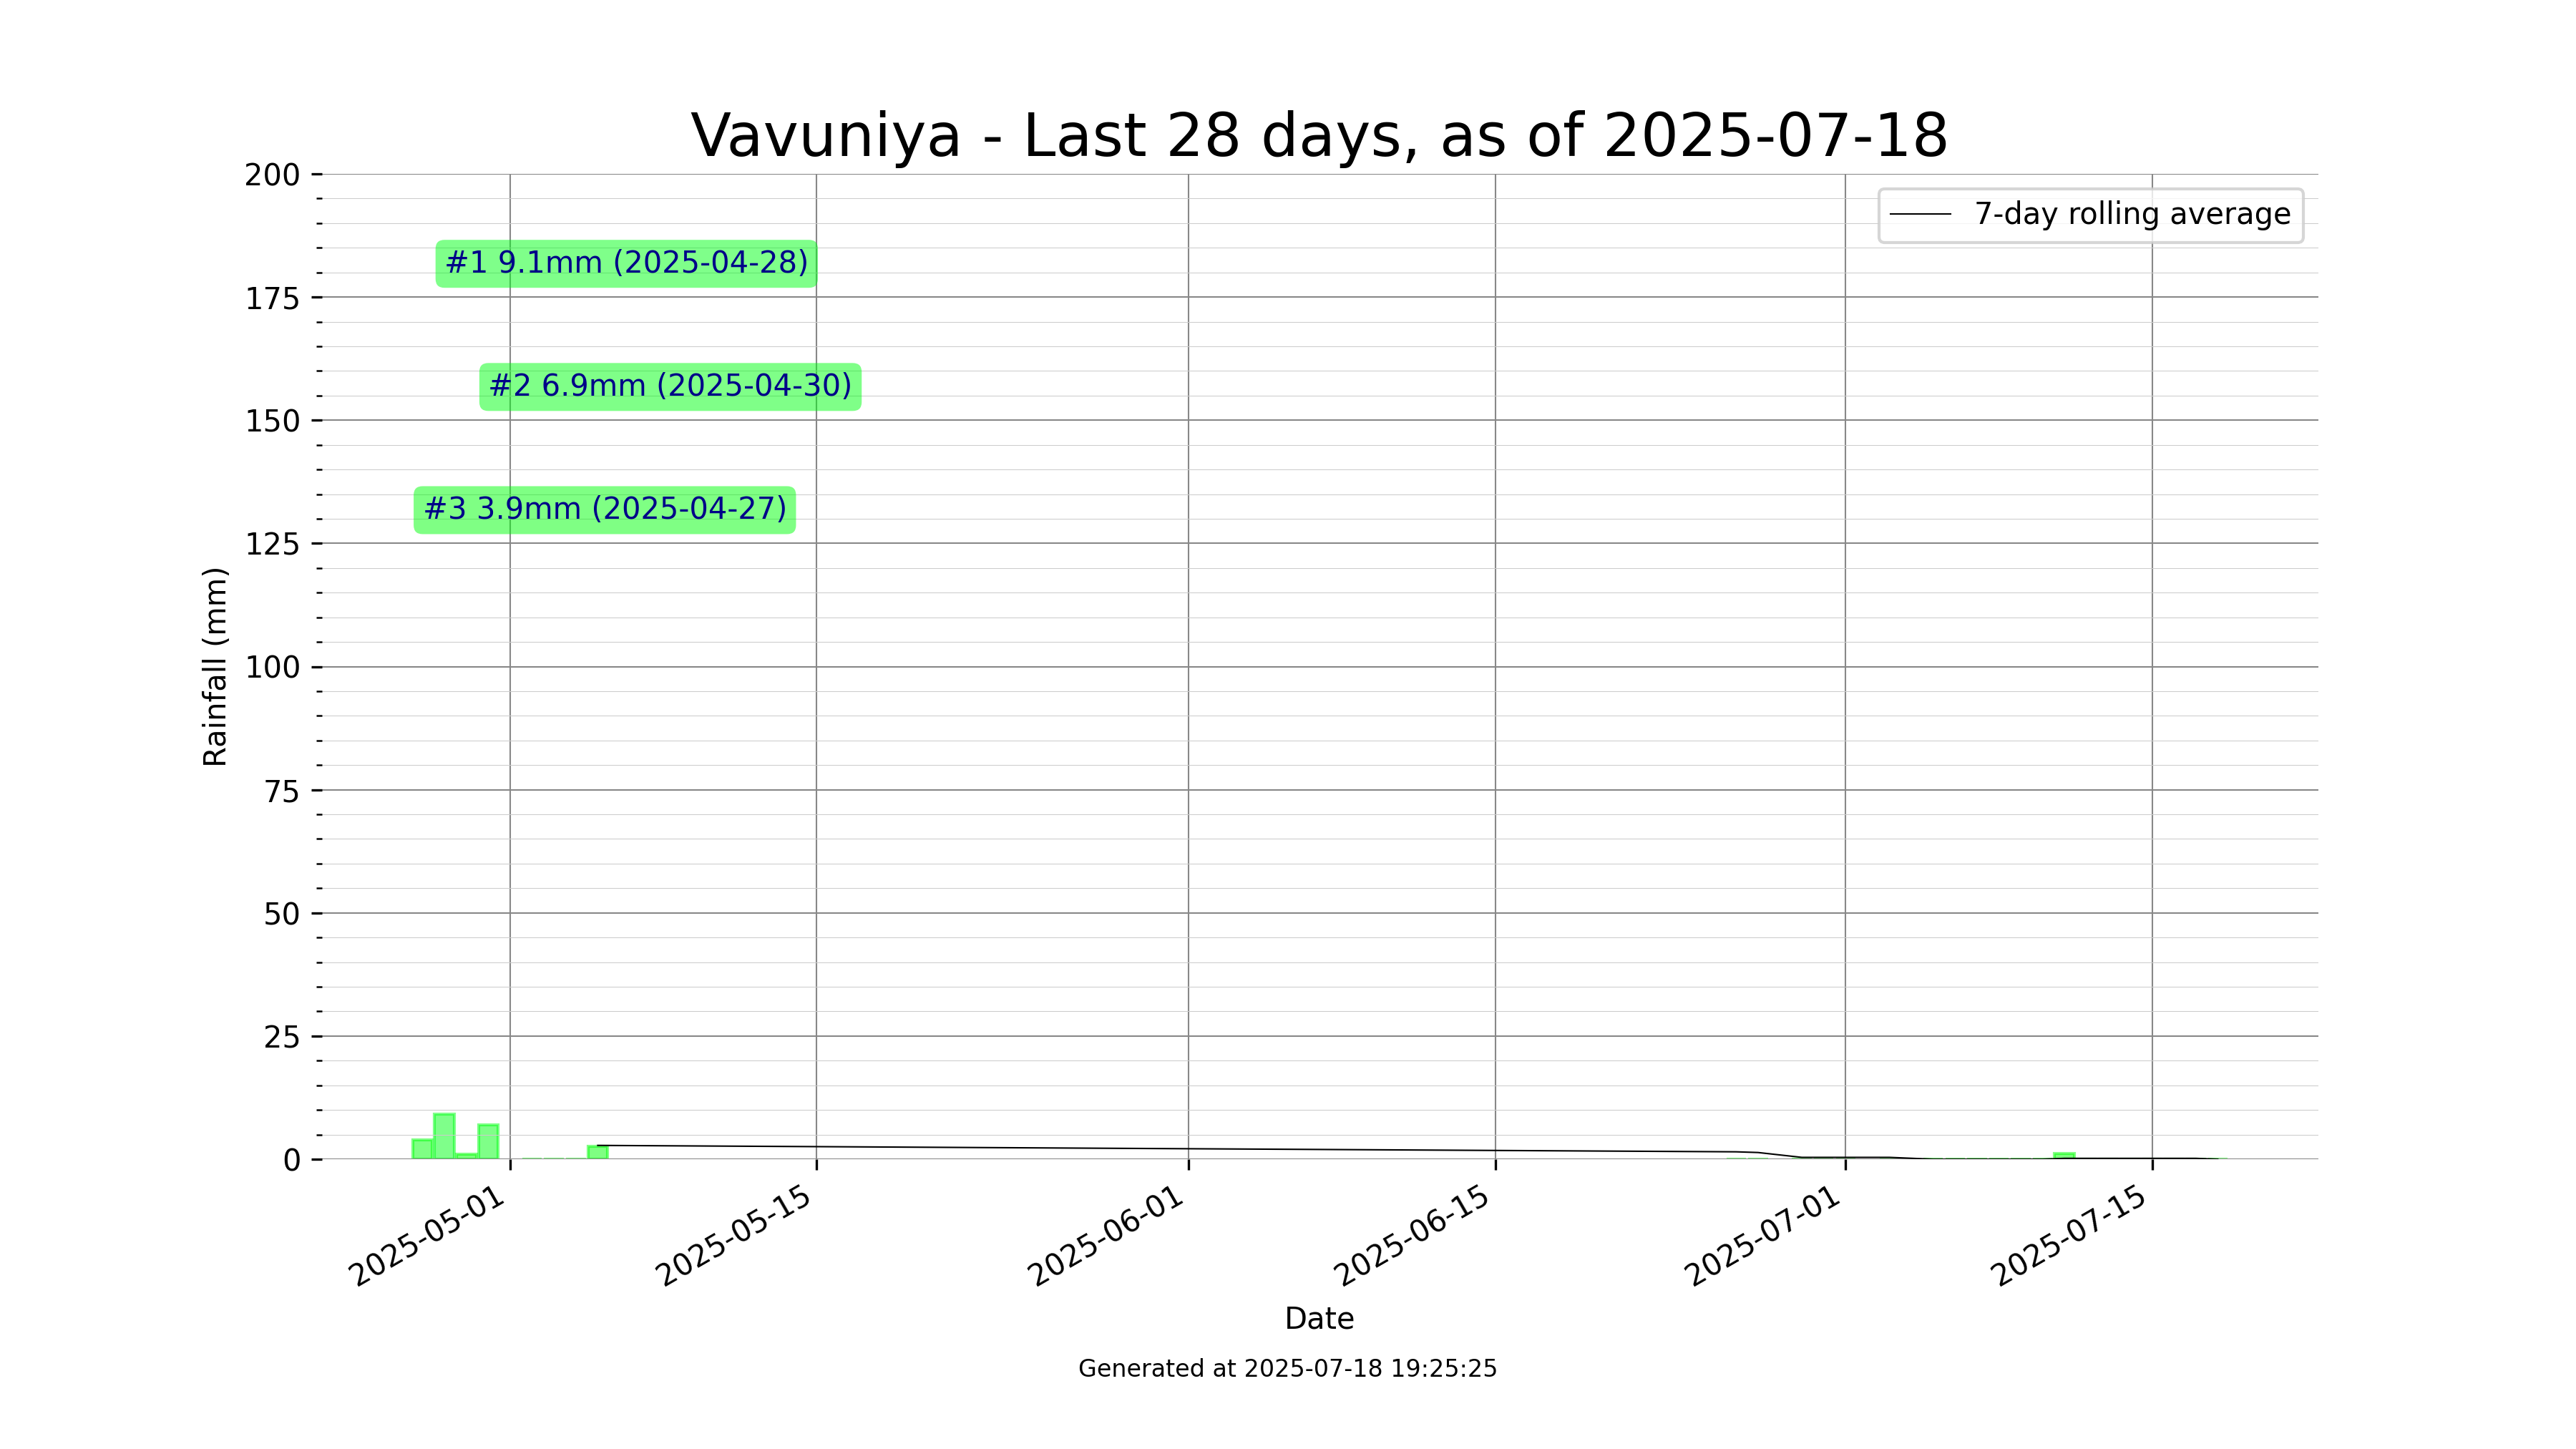 Vavuniya - Last 28 days, as of 2025-07-18
7-day rolling average
#1 9.1mm (2025-04-28)
#2 6.9mm (2025-04-30)
#3 3.9mm (2025-04-27)
Rainfall (mm)
200
175
150
125
100
75
50
25
0
2025-05-01
2025-05-15
2025-06-01
2025-06-15
2025-07-01
2025-07-15
Date
Generated at 2025-07-18 19:25:25